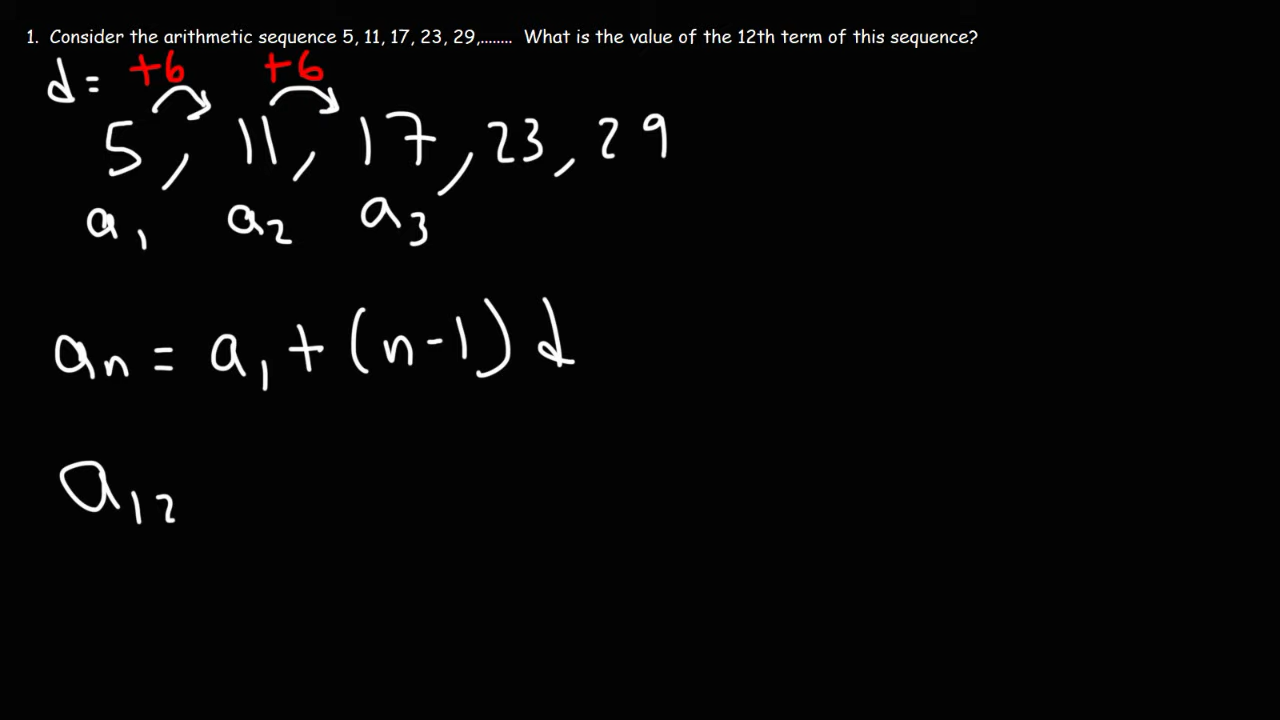 1. Consider the arithmetic sequence 5, 11, 17, 23, 29,........ What is the value of the 12th term of this sequence?
d = +6 +6
5, 11, 17, 23, 29
a1 a2 a3
an = a1 + (n-1) d
a12